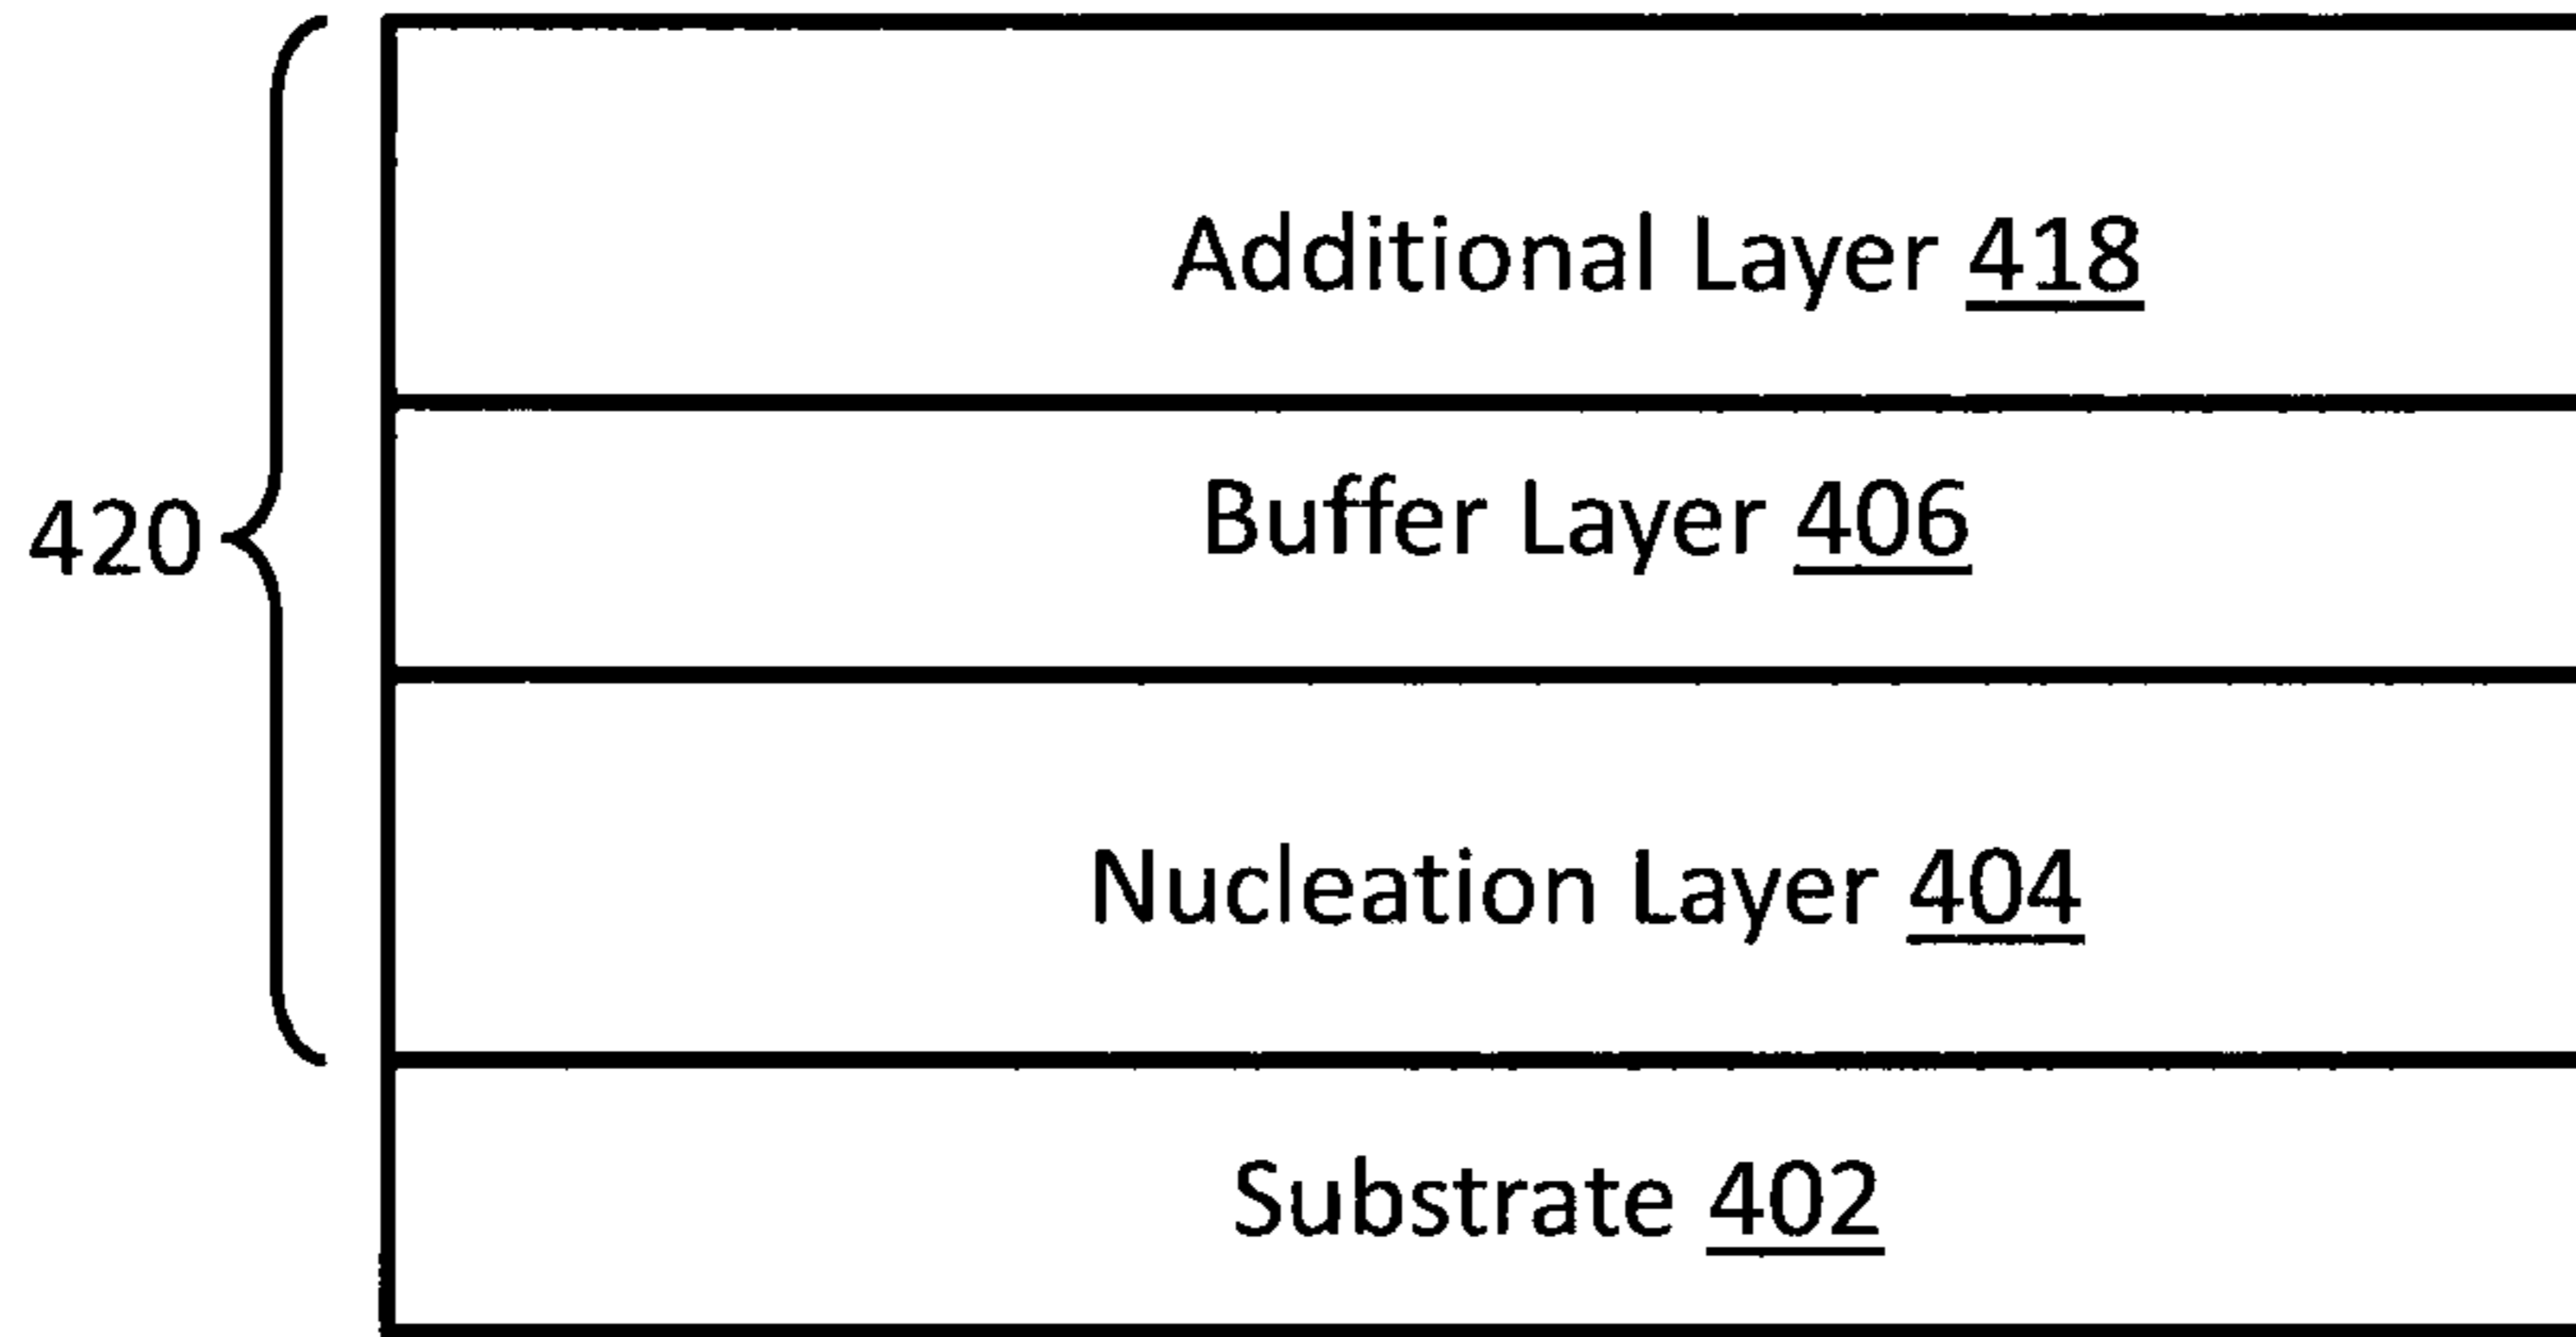 Additional Layer 418
Buffer Layer 406
420
Nucleation Layer 404
Substrate 402